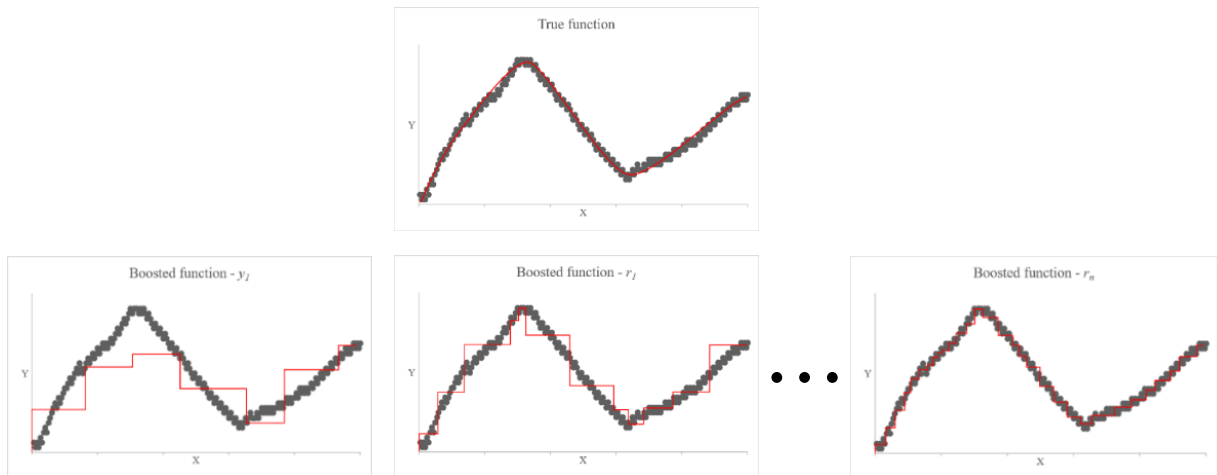 True function
Y
X
Boosted function - y1
Y
X
Boosted function - r1
Y
X
Boosted function - rn
Y
X